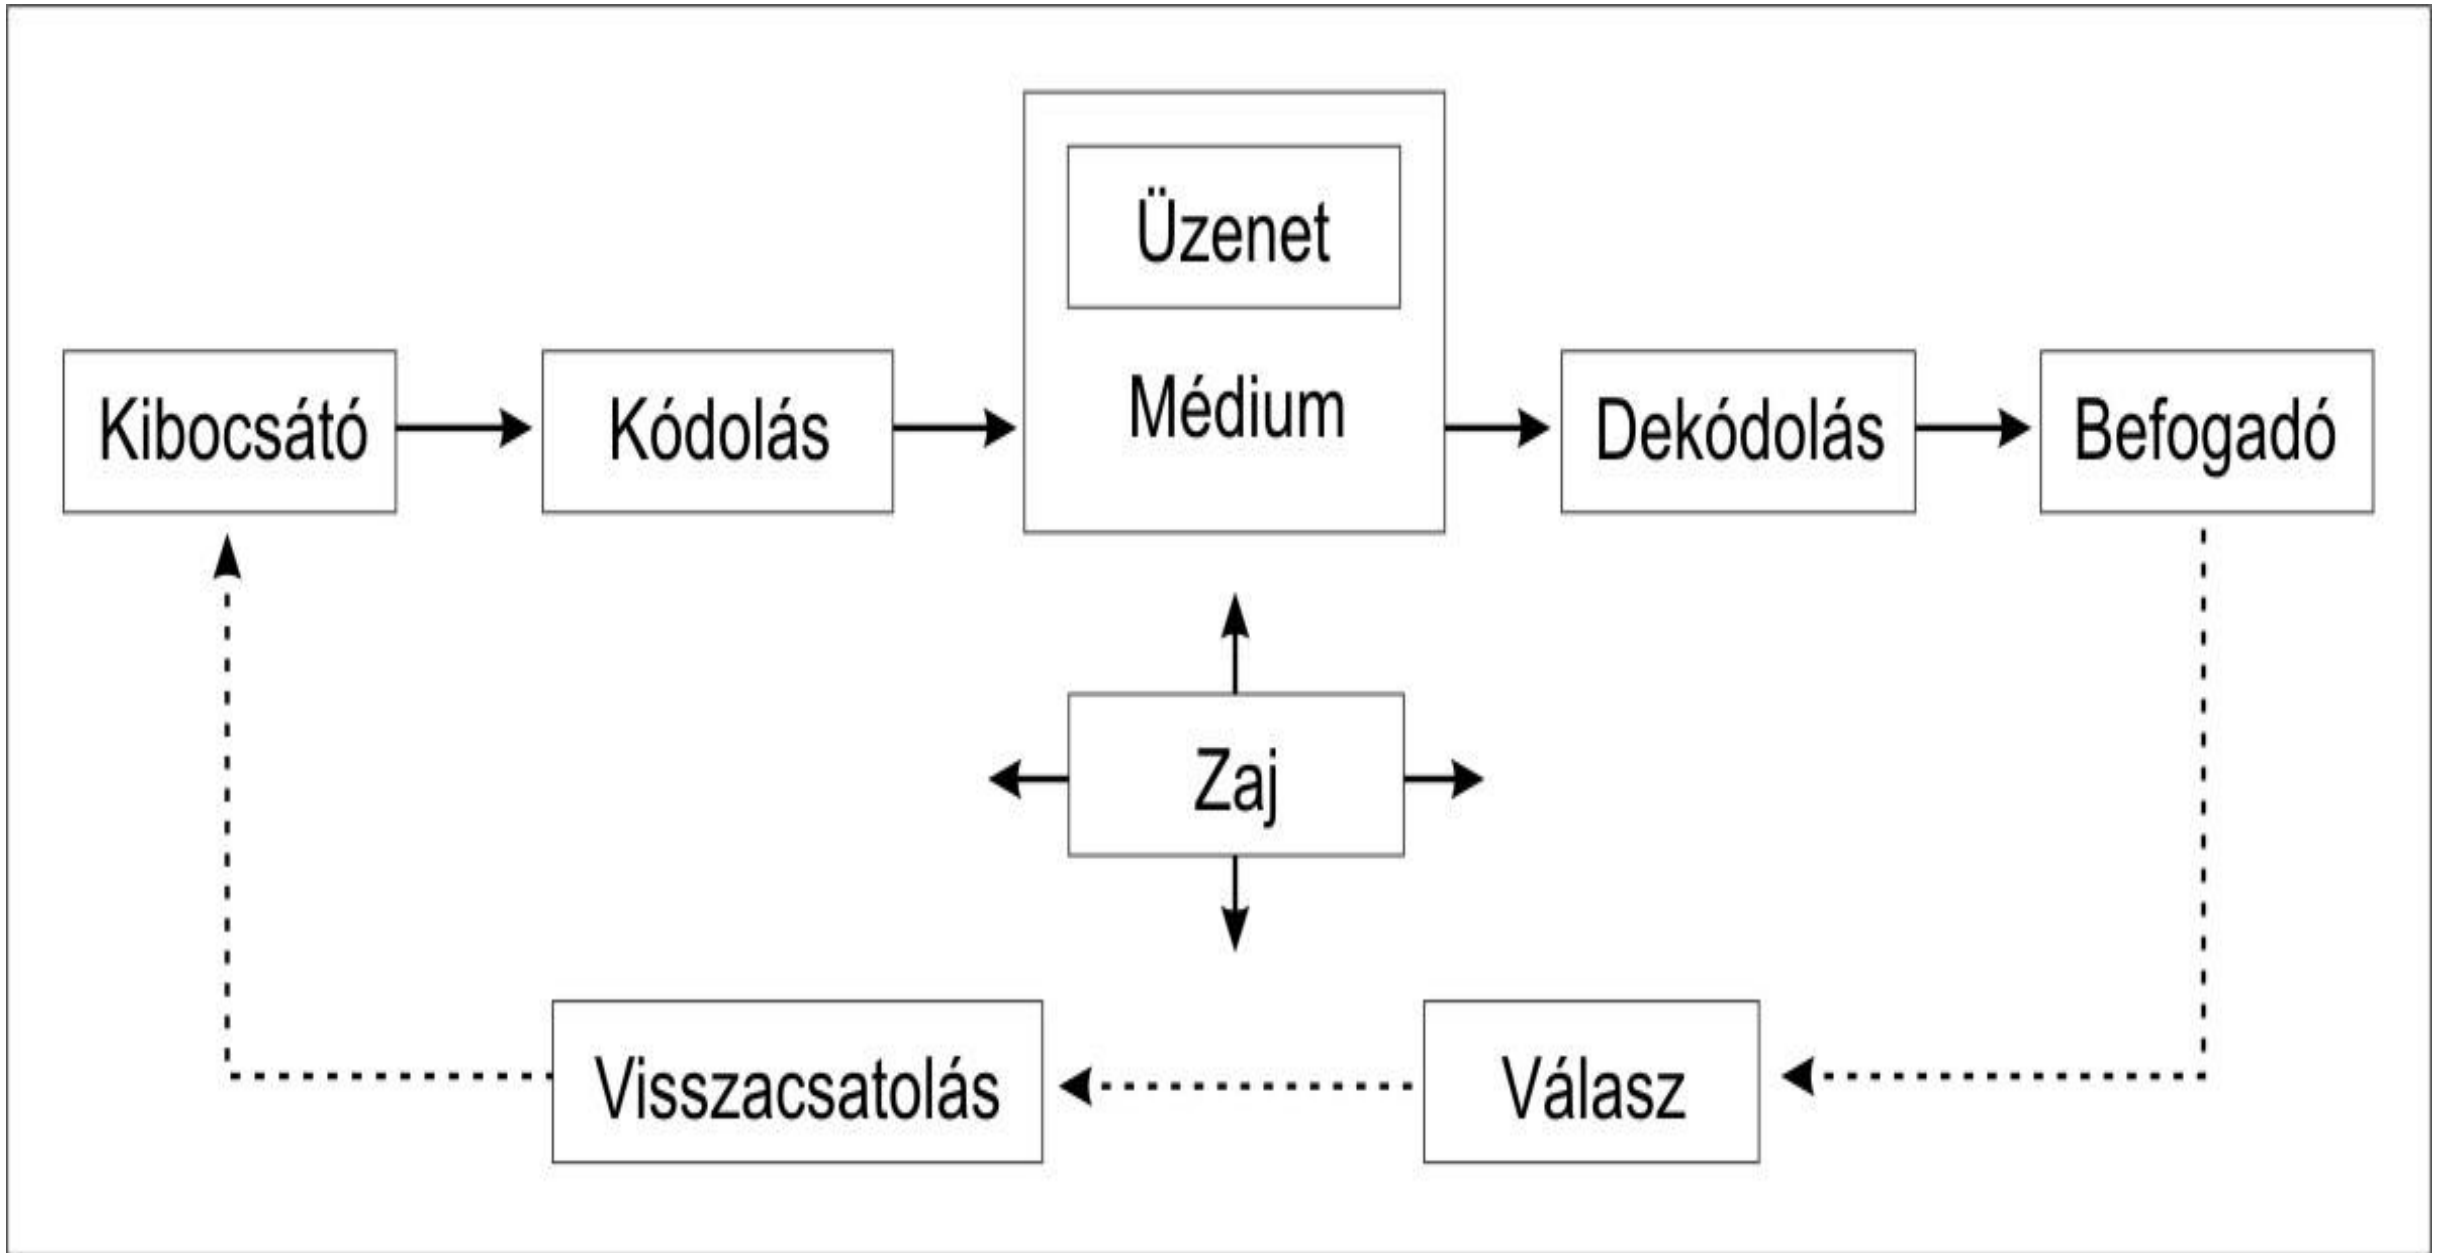 Üzenet
Médium
Kibocsátó
Kódolás
Dekódolás
Befogadó
Zaj
Visszacsatolás
Válasz